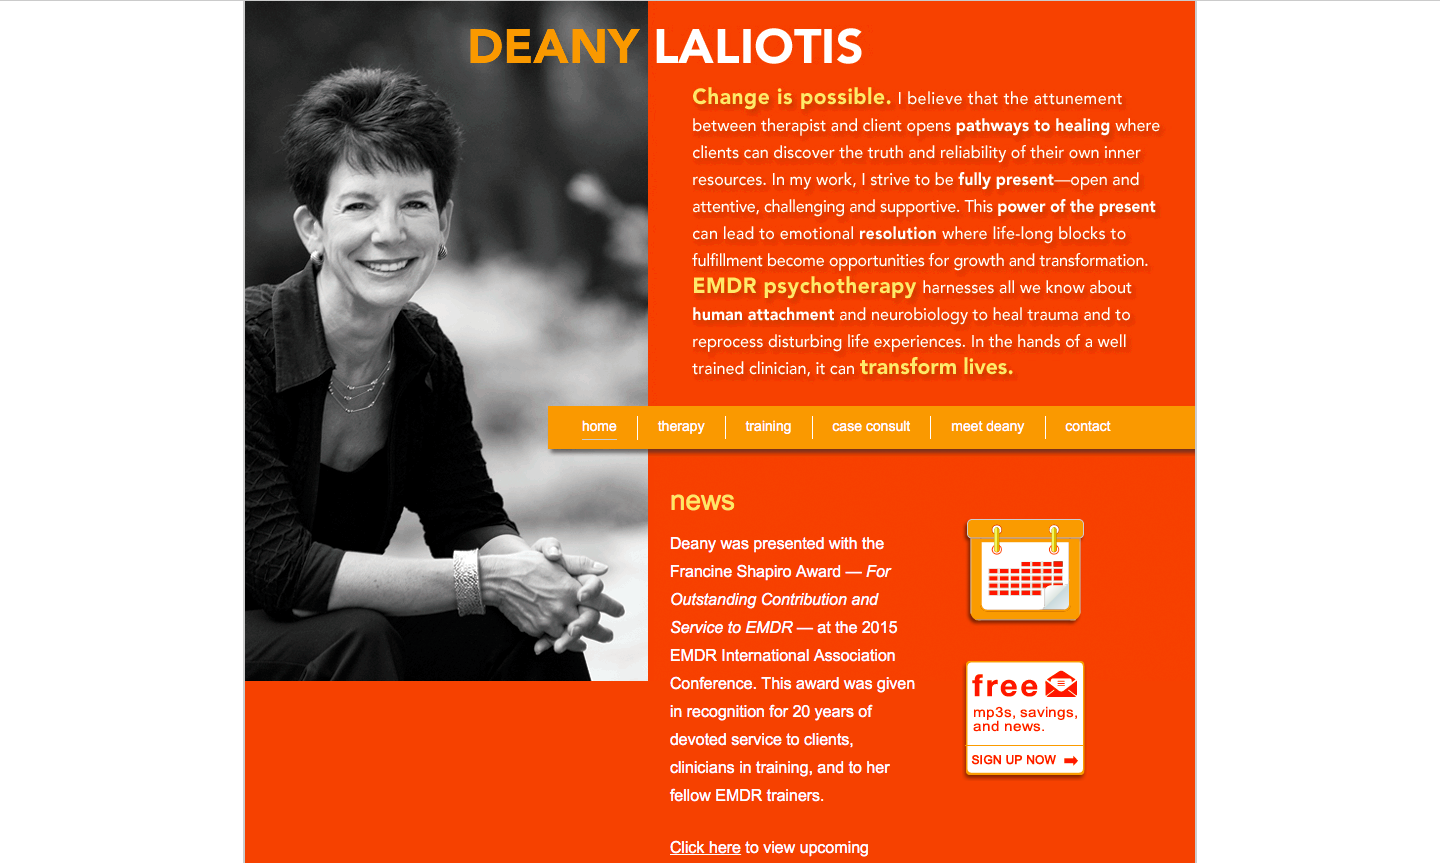 DEANY LALIOTIS
Change is possible. I believe that the attunement
between therapist and client opens pathways to healing where
clients can discover the truth and reliability of their own inner
resources. In my work, I strive to be fully present—open and
attentive, challenging and supportive. This power of the present
can lead to emotional resolution where life-long blocks to
fulfillment become opportunities for growth and transformation.
EMDR psychotherapy harnesses all we know about
human attachment and neurobiology to heal trauma and to
reprocess disturbing life experiences. In the hands of a well
trained clinician, it can transform lives.
home therapy training case consult meet deany contact
news
Deany was presented with the
Francine Shapiro Award — For
Outstanding Contribution and
Service to EMDR — at the 2015
EMDR International Association
Conference. This award was given
in recognition for 20 years of
devoted service to clients,
clinicians in training, and to her
fellow EMDR trainers.
Click here to view upcoming
free
mp3s, savings,
and news.
SIGN UP NOW